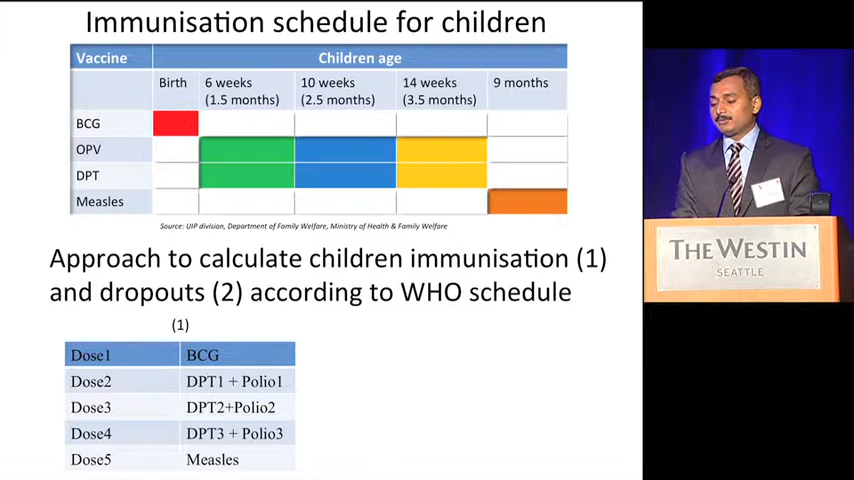 Immunisation schedule for children
Vaccine Children age
Birth 6 weeks (1.5 months) 10 weeks (2.5 months) 14 weeks (3.5 months) 9 months
BCG
OPV
DPT
Measles
Source: UIP division, Department of Family Welfare, Ministry of Health & Family Welfare
Approach to calculate children immunisation (1)
and dropouts (2) according to WHO schedule
(1)
Dose1 BCG
Dose2 DPT1 + Polio1
Dose3 DPT2+Polio2
Dose4 DPT3 + Polio3
Dose5 Measles
THE WESTIN
SEATTLE